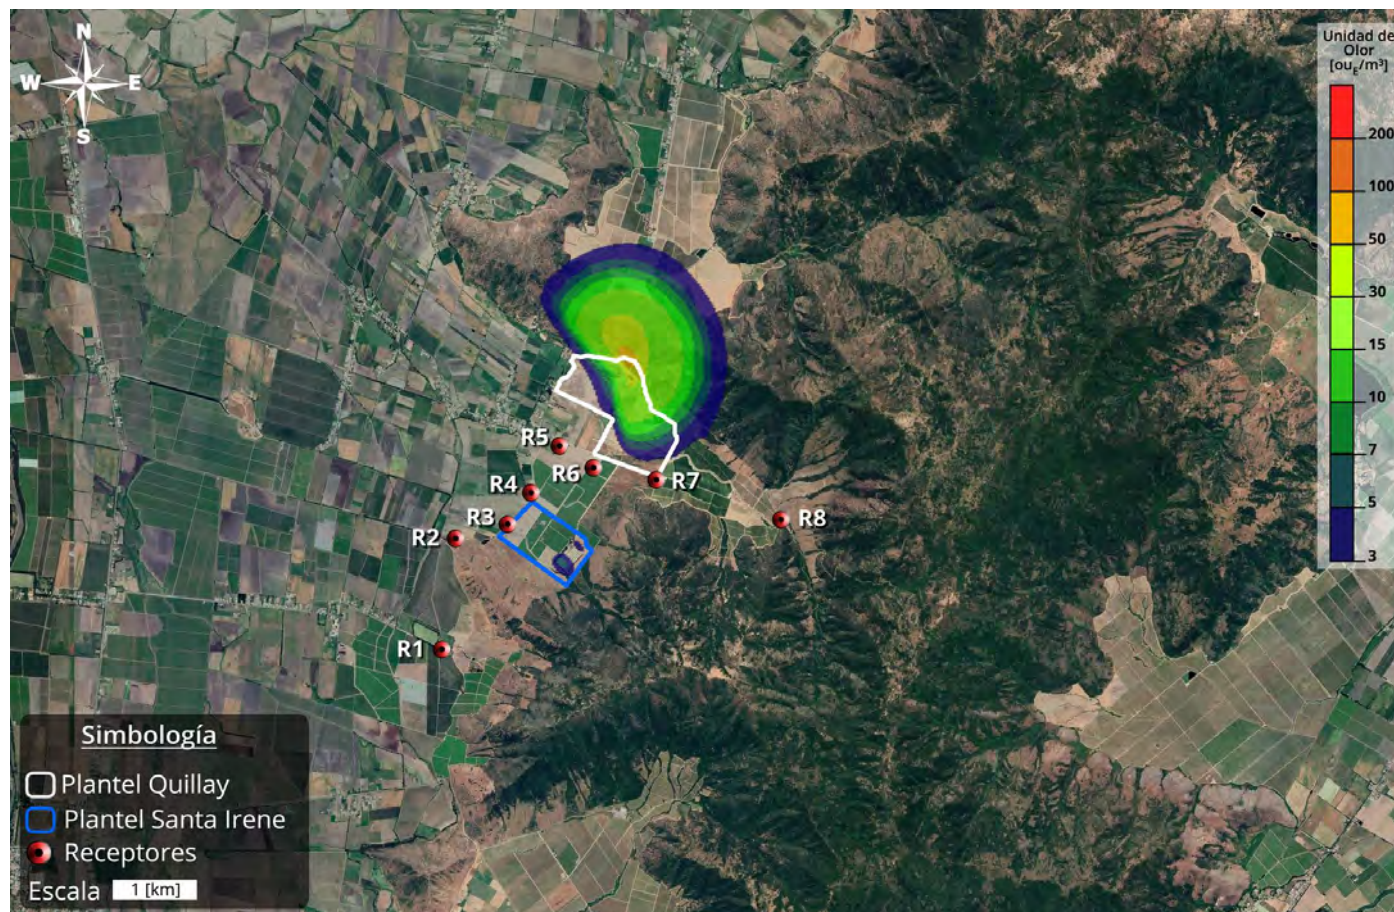 N
W E
S
Unidad de
Olor
[ou_E/m³]
200
100
50
30
15
10
7
5
3
R5
R6
R7
R4
R3
R8
R2
R1
Simbología
Plantel Quillay
Plantel Santa Irene
Receptores
Escala 1 [km]